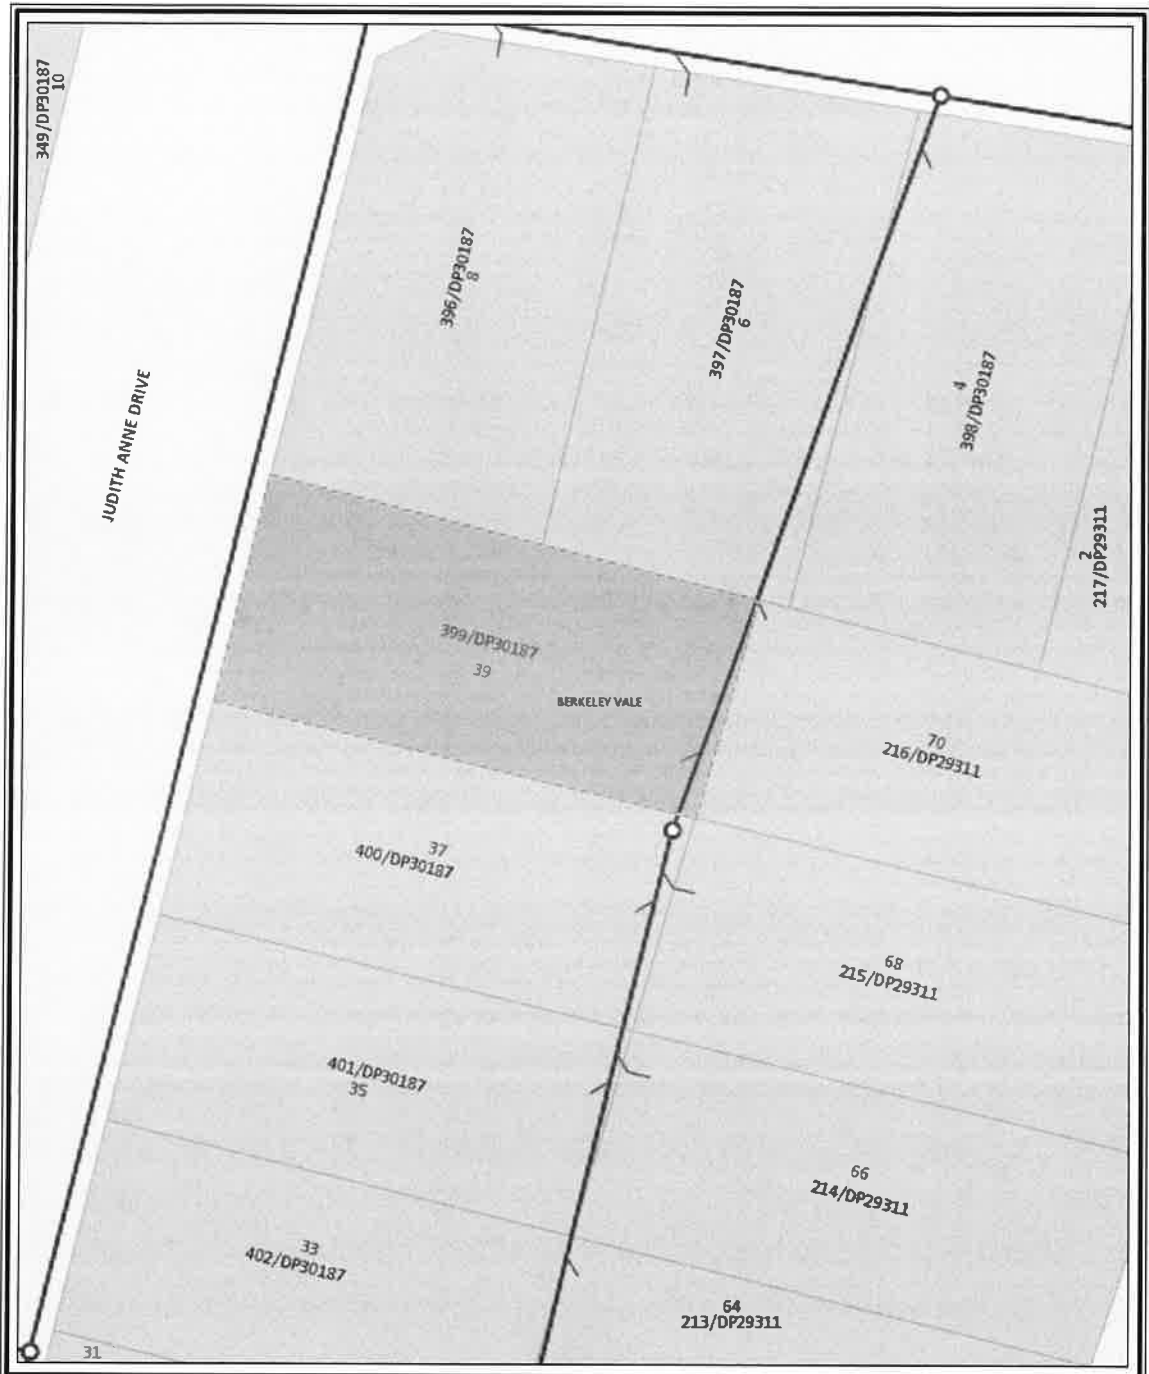 349/DP30187
10
396/DP30187
8
397/DP30187
6
4
398/DP30187
JUDITH ANNE DRIVE
2
217/DP29311
399/DP30187
39
BERKELEY VALE
70
216/DP29311
37
400/DP30187
68
215/DP29311
401/DP30187
35
66
214/DP29311
33
402/DP30187
64
213/DP29311
31